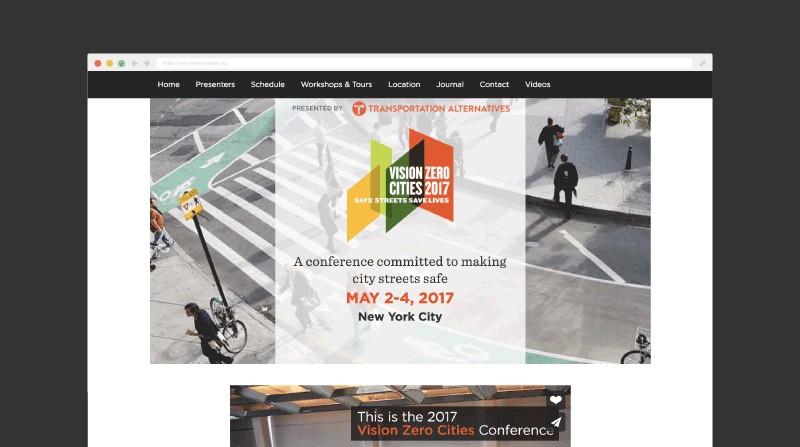 Home Presenters Schedule Workshops & Tours Location Journal Contact Videos
PRESENTED BY TRANSPORTATION ALTERNATIVES
VISION ZERO
CITIES 2017
SAFE STREETS SAVE LIVES
A conference committed to making
city streets safe
MAY 2-4, 2017
New York City
This is the 2017
Vision Zero Cities Conference